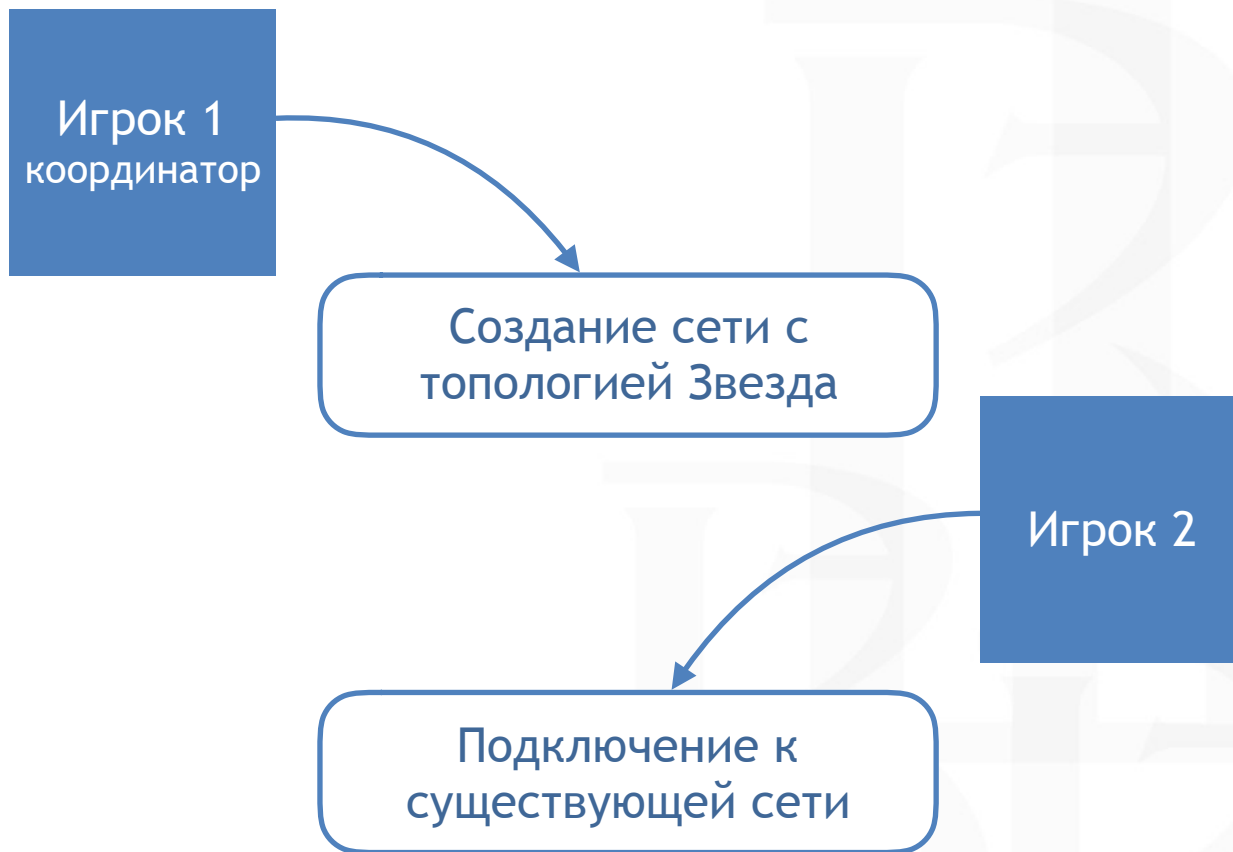 Игрок 1
координатор
Создание сети с
топологией Звезда
Игрок 2
Подключение к
существующей сети